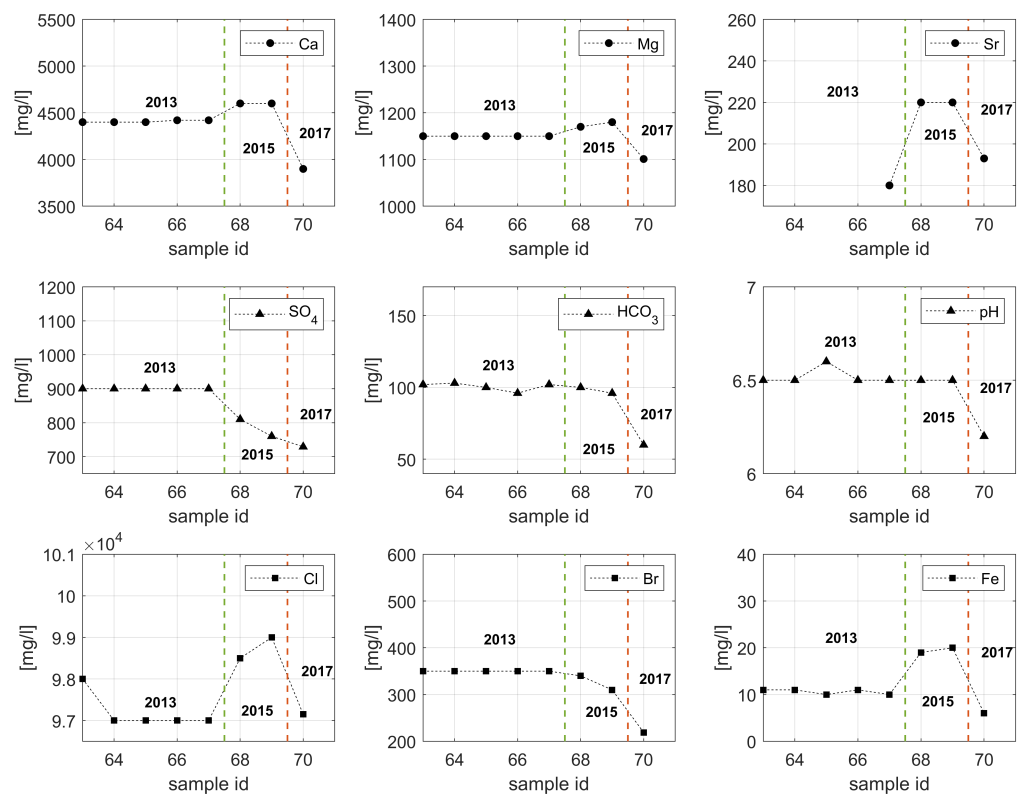 5500
5000
4500
4000
3500
[mg/l]
Ca
2013
2015
2017
64 66 68 70
sample id
1400
1300
1200
1100
1000
[mg/l]
Mg
2013
2015
2017
64 66 68 70
sample id
260
240
220
200
180
[mg/l]
Sr
2013
2015
2017
64 66 68 70
sample id
1200
1100
1000
900
800
700
[mg/l]
SO4
2013
2015
2017
64 66 68 70
sample id
150
100
50
[mg/l]
HCO3
2013
2015
2017
64 66 68 70
sample id
7
6.5
6
pH
2013
2015
2017
64 66 68 70
sample id
×10^4
10.1
10
9.9
9.8
9.7
[mg/l]
Cl
2013
2015
2017
64 66 68 70
sample id
600
500
400
300
200
[mg/l]
Br
2013
2015
2017
64 66 68 70
sample id
40
30
20
10
0
[mg/l]
Fe
2013
2015
2017
64 66 68 70
sample id